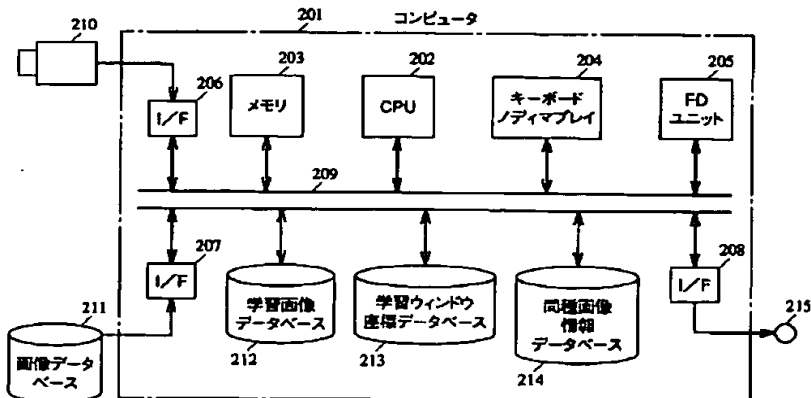 201 コンピュータ
210
203
202
204
205
206
メモリ
CPU
キーボード
ノディマプレイ
FD
ユニット
I/F
209
207
208
I/F
学習画像
データベース
学習ウィンドウ
座標データベース
同種画像
情報
データベース
I/F
211
215
画像データ
ベース
212
213
214